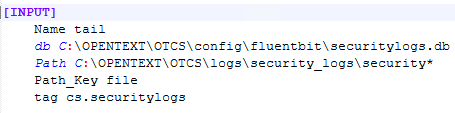 [INPUT]
Name tail
db C:\OPENTEXT\OTCS\config\fluentbit\securitylogs.db
Path C:\OPENTEXT\OTCS\logs\security_logs\security*
Path_Key file
tag cs.securitylogs